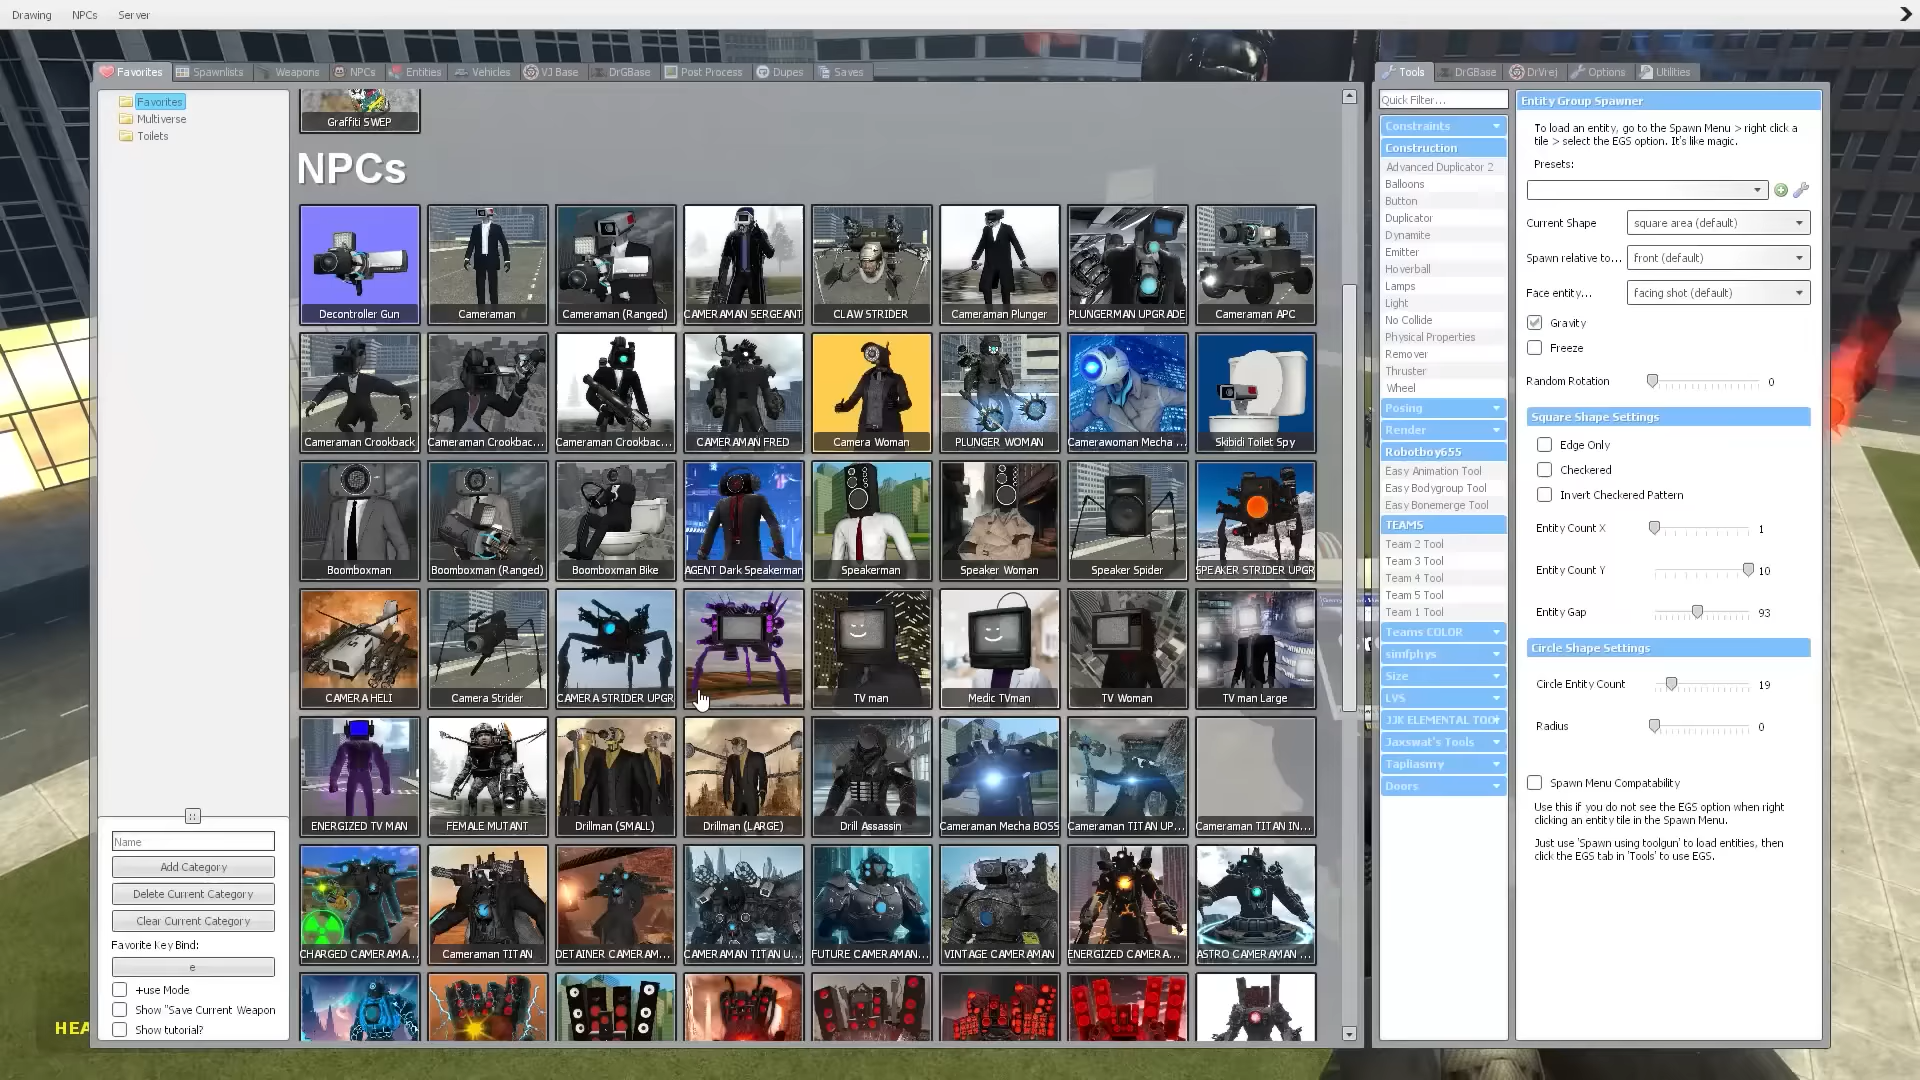 Drawing NPCs Server
Favorites Spawnlists Weapons NPCs Entities Vehicles VJ Base DrGBase Post Process Dupes Saves
Favorites
Multiverse
Toilets
Graffiti SWEP
NPCs
Decontroller Gun Cameraman Cameraman (Ranged) CAMERAMAN SERGEANT CLAW STRIDER Cameraman Plunger PLUNGERMAN UPGRADE Cameraman APC
Cameraman Crookback Cameraman Crookbac... Cameraman Crookbac... CAMERAMAN FRED Camera Woman PLUNGER WOMAN Camerawoman Mecha ... Skibidi Toilet Spy
Boomboxman Boomboxman (Ranged) Boomboxman Bike AGENT Dark Speakerman Speakerman Speaker Woman Speaker Spider SPEAKER STRIDER UPGR
CAMERA HELI Camera Strider CAMERA STRIDER UPGR TV man Medic TVman TV Woman TV man Large
ENERGIZED TV MAN FEMALE MUTANT Drillman (SMALL) Drillman (LARGE) Drill Assassin Cameraman Mecha BOSS Cameraman TITAN UP... Cameraman TITAN IN...
CHARGED CAMERAMA... Cameraman TITAN DETAINER CAMERAM... CAMERAMAN TITAN U... FUTURE CAMERAMAN... VINTAGE CAMERAMAN ENERGIZED CAMERA... ASTRO CAMERAMAN ...
Name
Add Category
Delete Current Category
Clear Current Category
Favorite Key Bind:
e
+use Mode
Show "Save Current Weapon
Show tutorial?
HEA
Tools DrGBase DrVrej Options Utilities
Quick Filter...
Constraints
Construction
Advanced Duplicator 2
Balloons
Button
Duplicator
Dynamite
Emitter
Hoverball
Lamps
Light
No Collide
Physical Properties
Remover
Thruster
Wheel
Posing
Render
Robotboy655
Easy Animation Tool
Easy Bodygroup Tool
Easy Bonemerge Tool
TEAMS
Team 2 Tool
Team 3 Tool
Team 4 Tool
Team 5 Tool
Team 1 Tool
Teams COLOR
simfphys
Size
LVS
JJK ELEMENTAL TOO
Jaxswat's Tools
Tapliasmy
Doors
Entity Group Spawner
To load an entity, go to the Spawn Menu > right click a
tile > select the EGS option. It's like magic.
Presets:
Current Shape square area (default)
Spawn relative to... front (default)
Face entity... facing shot (default)
Gravity
Freeze
Random Rotation 0
Square Shape Settings
Edge Only
Checkered
Invert Checkered Pattern
Entity Count X 1
Entity Count Y 10
Entity Gap 93
Circle Shape Settings
Circle Entity Count 19
Radius 0
Spawn Menu Compatability
Use this if you do not see the EGS option when right
clicking an entity tile in the Spawn Menu.
Just use 'Spawn using toolgun' to load entities, then
click the EGS tab in 'Tools' to use EGS.